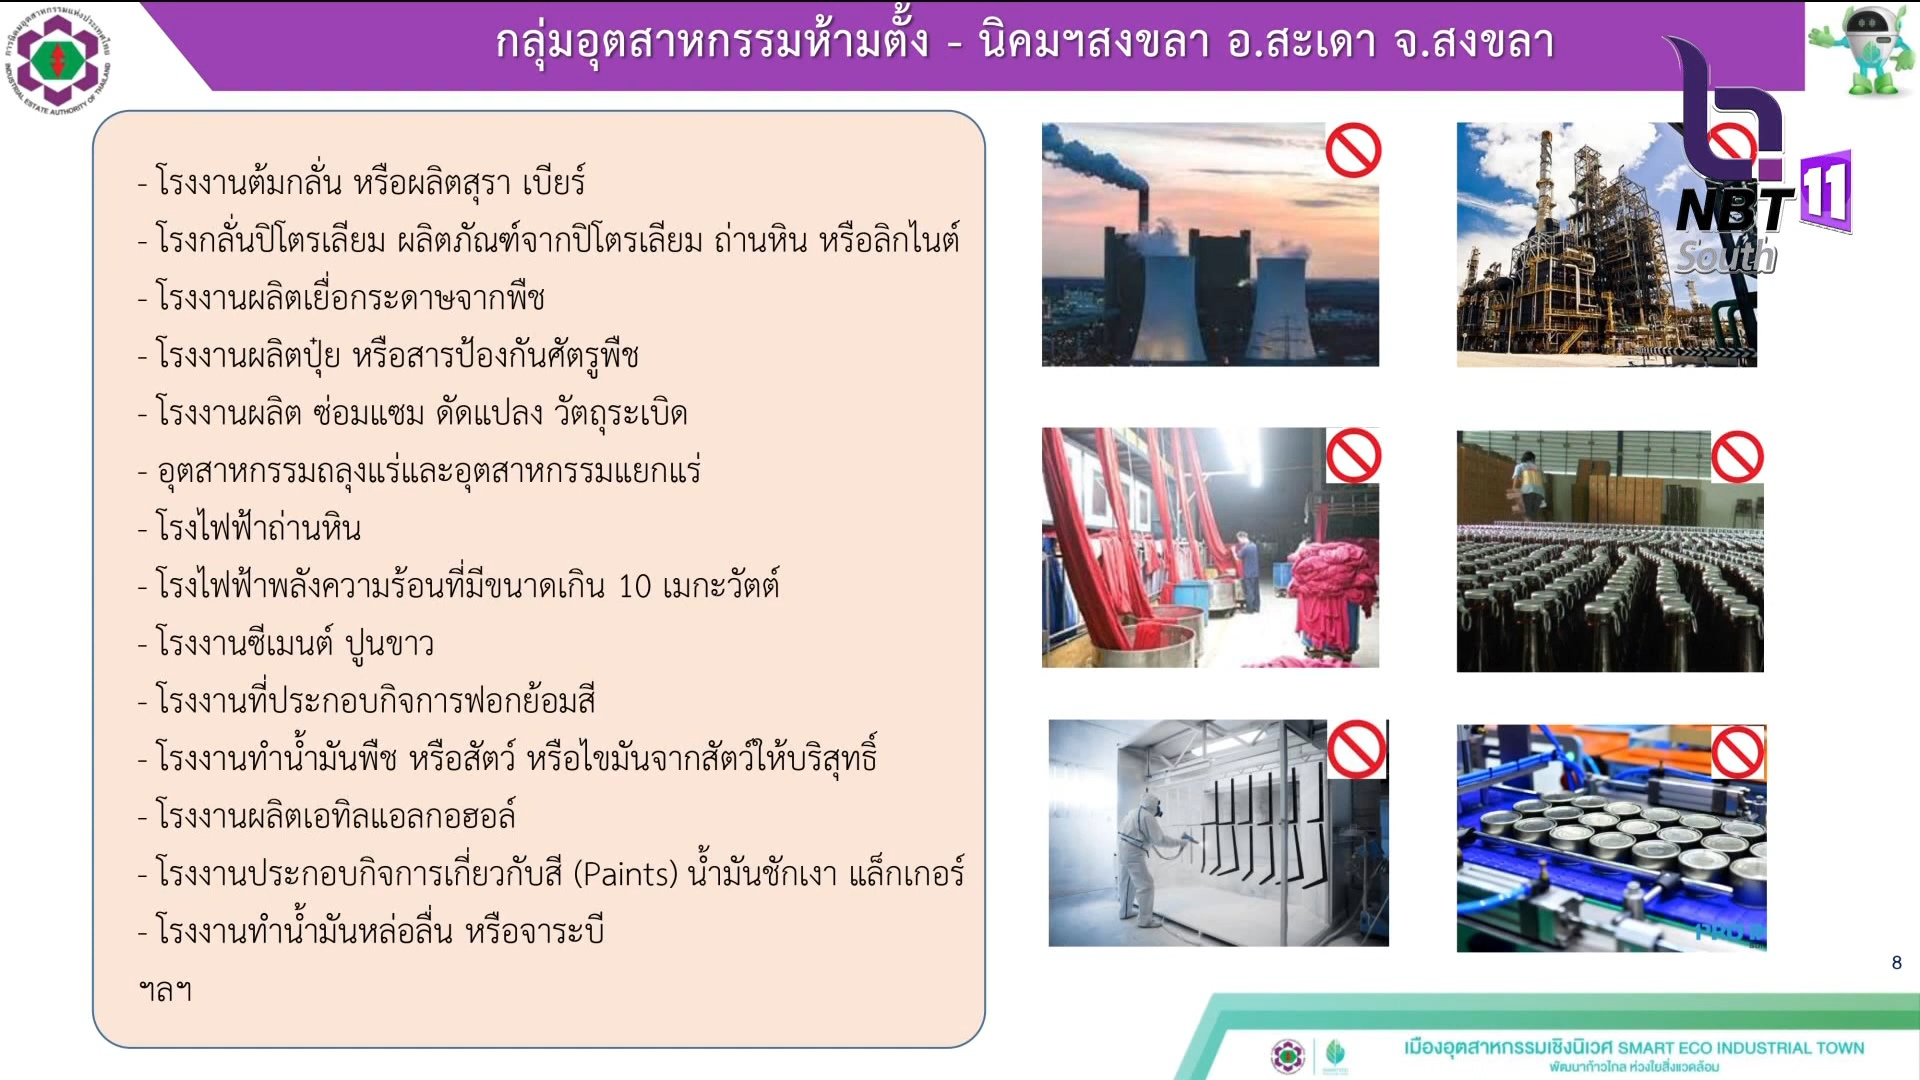 กลุ่มอุตสาหกรรมห้ามตั้ง - นิคมฯสงขลา อ.สะเดา จ.สงขลา
การนิคมอุตสาหกรรมแห่งประเทศไทย
INDUSTRIAL ESTATE AUTHORITY OF THAILAND
NBT 11
South
- โรงงานต้มกลั่น หรือผลิตสุรา เบียร์
- โรงกลั่นปิโตรเลียม ผลิตภัณฑ์จากปิโตรเลียม ถ่านหิน หรือลิกไนต์
- โรงงานผลิตเยื่อกระดาษจากพืช
- โรงงานผลิตปุ๋ย หรือสารป้องกันศัตรูพืช
- โรงงานผลิต ซ่อมแซม ดัดแปลง วัตถุระเบิด
- อุตสาหกรรมถลุงแร่และอุตสาหกรรมแยกแร่
- โรงไฟฟ้าถ่านหิน
- โรงไฟฟ้าพลังความร้อนที่มีขนาดเกิน 10 เมกะวัตต์
- โรงงานซีเมนต์ ปูนขาว
- โรงงานที่ประกอบกิจการฟอกย้อมสี
- โรงงานทำน้ำมันพืช หรือสัตว์ หรือไขมันจากสัตว์ให้บริสุทธิ์
- โรงงานผลิตเอทิลแอลกอฮอล์
- โรงงานประกอบกิจการเกี่ยวกับสี (Paints) น้ำมันชักเงา แล็กเกอร์
- โรงงานทำน้ำมันหล่อลื่น หรือจาระบี
ฯลฯ
8
เมืองอุตสาหกรรมเชิงนิเวศ SMART ECO INDUSTRIAL TOWN
พัฒนาก้าวไกล ห่วงใยสิ่งแวดล้อม